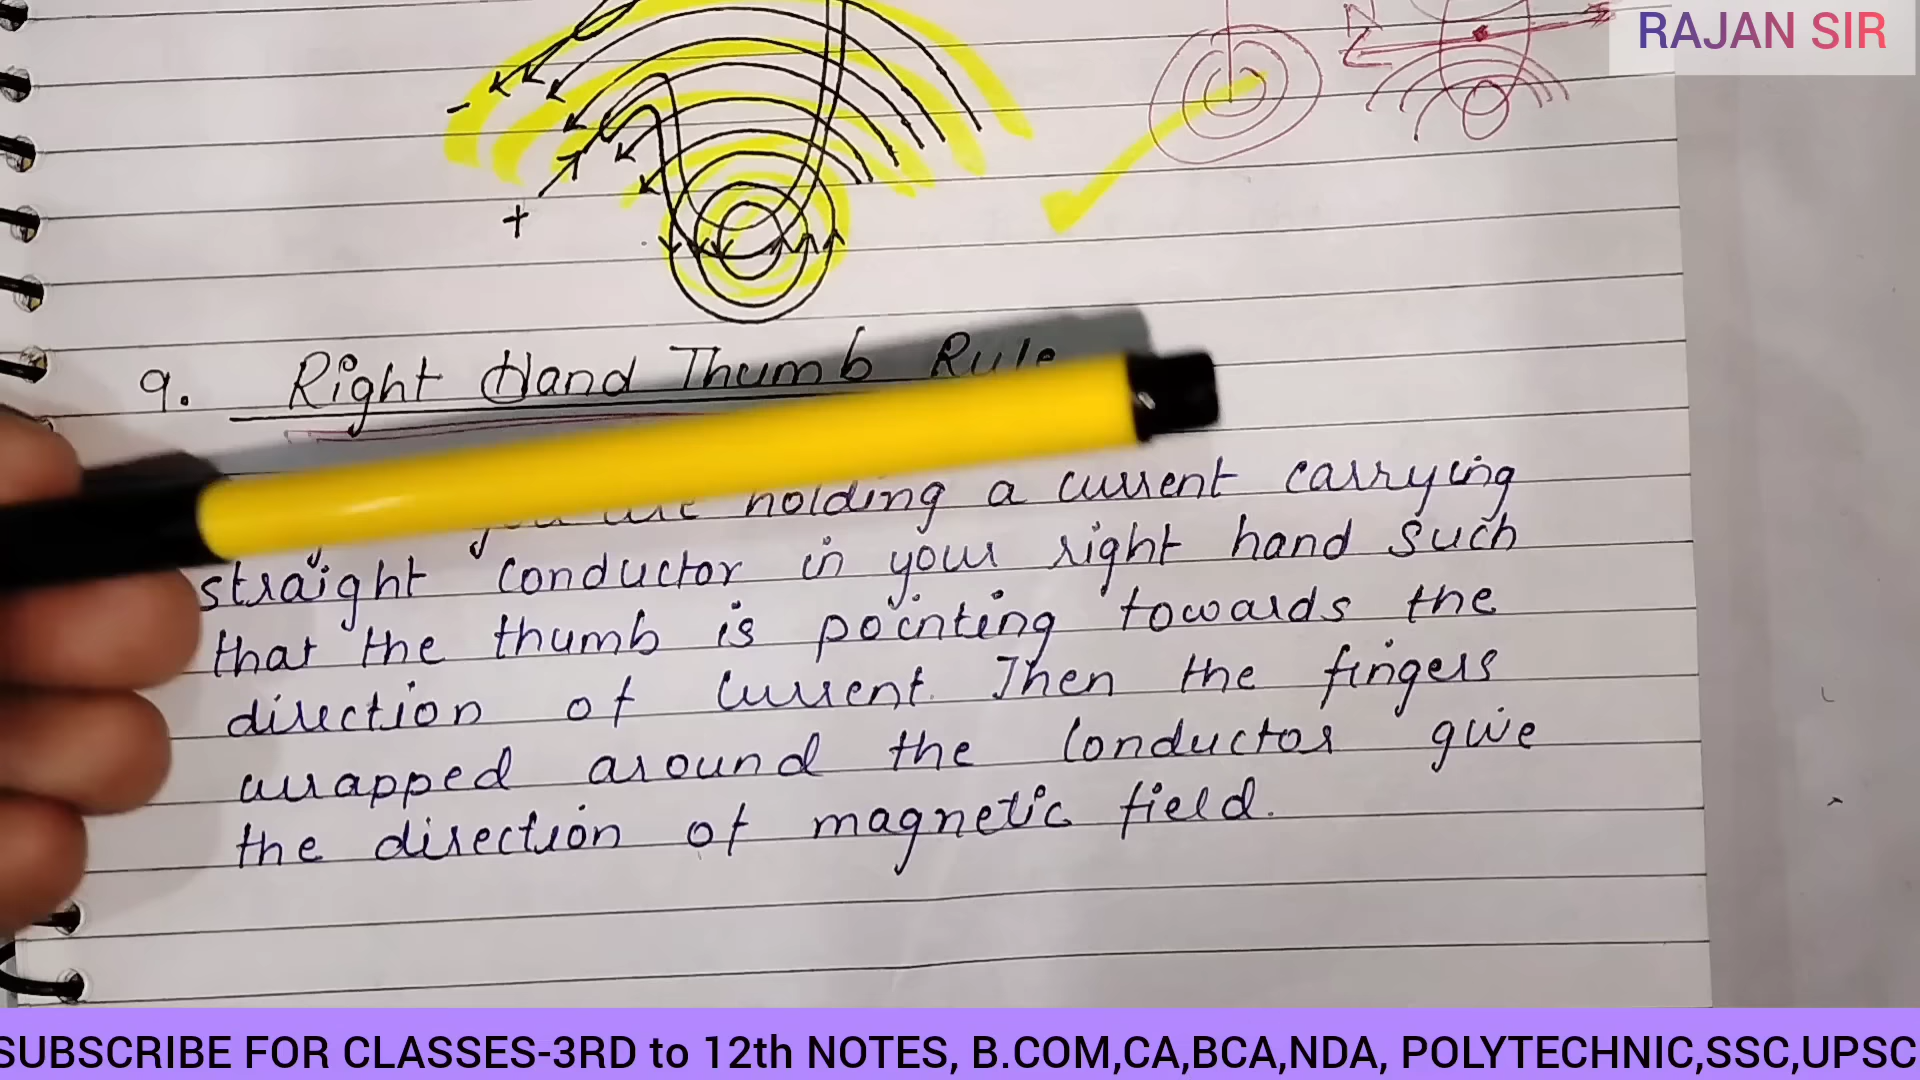 RAJAN SIR
-
+
9. Right Hand Thumb Rule
holding a current carrying
straight conductor in your right hand such
that the thumb is pointing towards the
direction of current. Then the fingers
wrapped around the conductor give
the direction of magnetic field.
SUBSCRIBE FOR CLASSES-3RD to 12th NOTES, B.COM,CA,BCA,NDA, POLYTECHNIC,SSC,UPSC